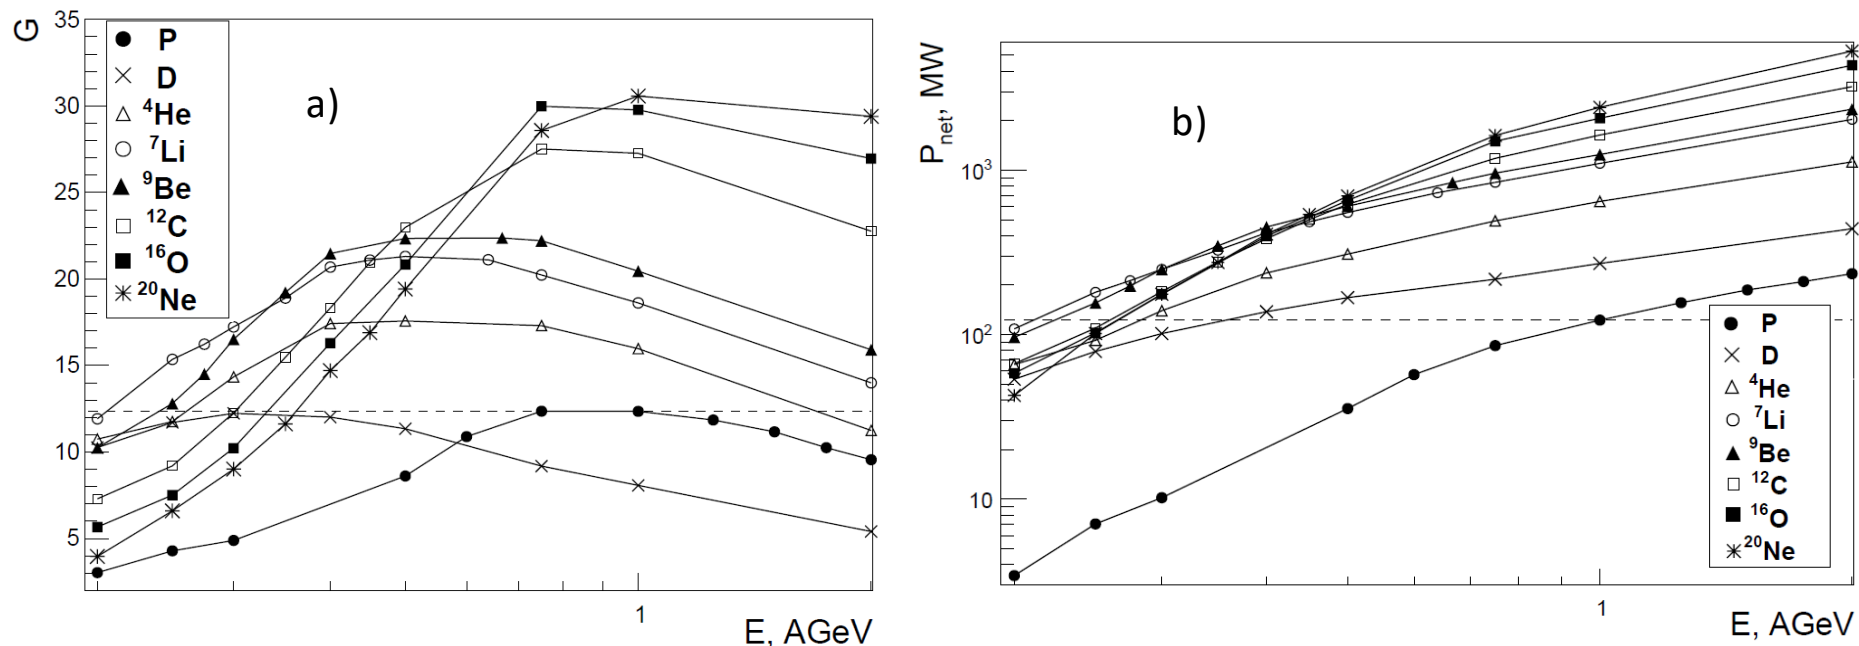 G
35
30
25
20
15
10
5
P
D
⁴He
⁷Li
⁹Be
¹²C
¹⁶O
²⁰Ne
a)
1
E, AGeV
P_net, MW
10³
10²
10
b)
P
D
⁴He
⁷Li
⁹Be
¹²C
¹⁶O
²⁰Ne
1
E, AGeV